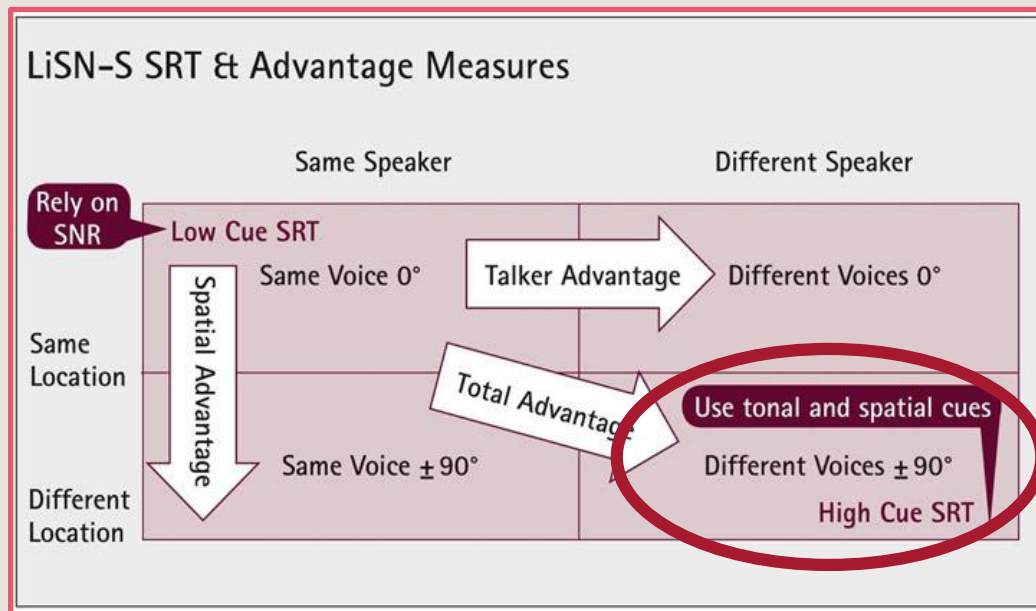 LiSN-S SRT & Advantage Measures
Same Speaker
Different Speaker
Rely on
SNR
Low Cue SRT
Same Voice 0°
Talker Advantage
Different Voices 0°
Spatial Advantage
Same
Location
Total Advantage
Use tonal and spatial cues
Same Voice ± 90°
Different Voices ± 90°
Different
Location
High Cue SRT